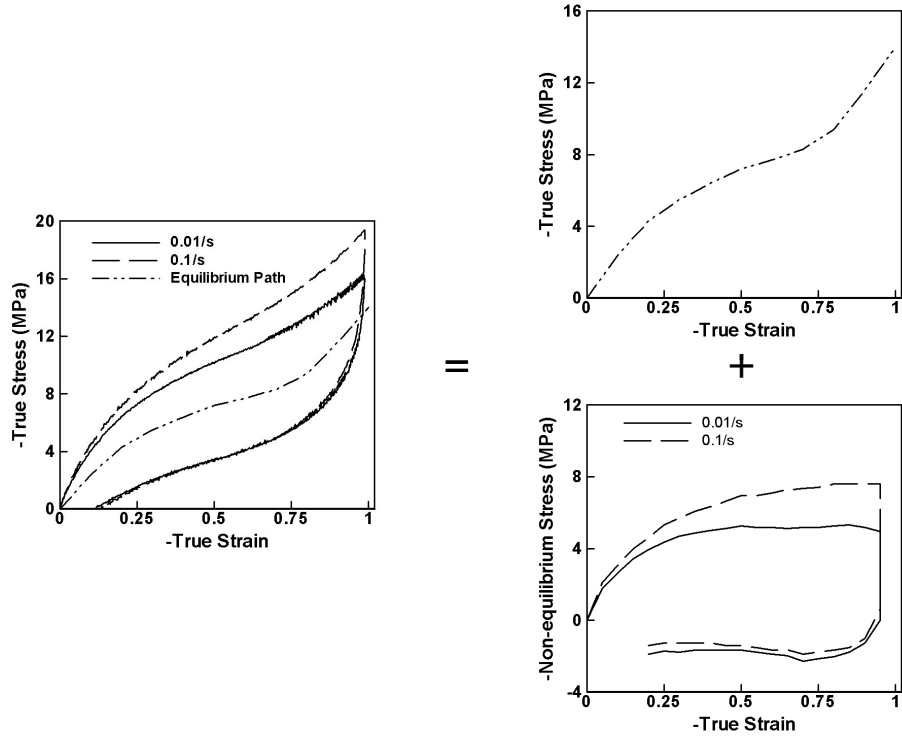 20
16
12
8
4
0
-True Stress (MPa)
0.01/s
0.1/s
Equilibrium Path
0 0.25 0.5 0.75 1
-True Strain
=
16
12
8
4
0
-True Stress (MPa)
0 0.25 0.5 0.75 1
-True Strain
+
12
8
4
0
-4
-Non-equilibrium Stress (MPa)
0.01/s
0.1/s
0 0.25 0.5 0.75 1
-True Strain